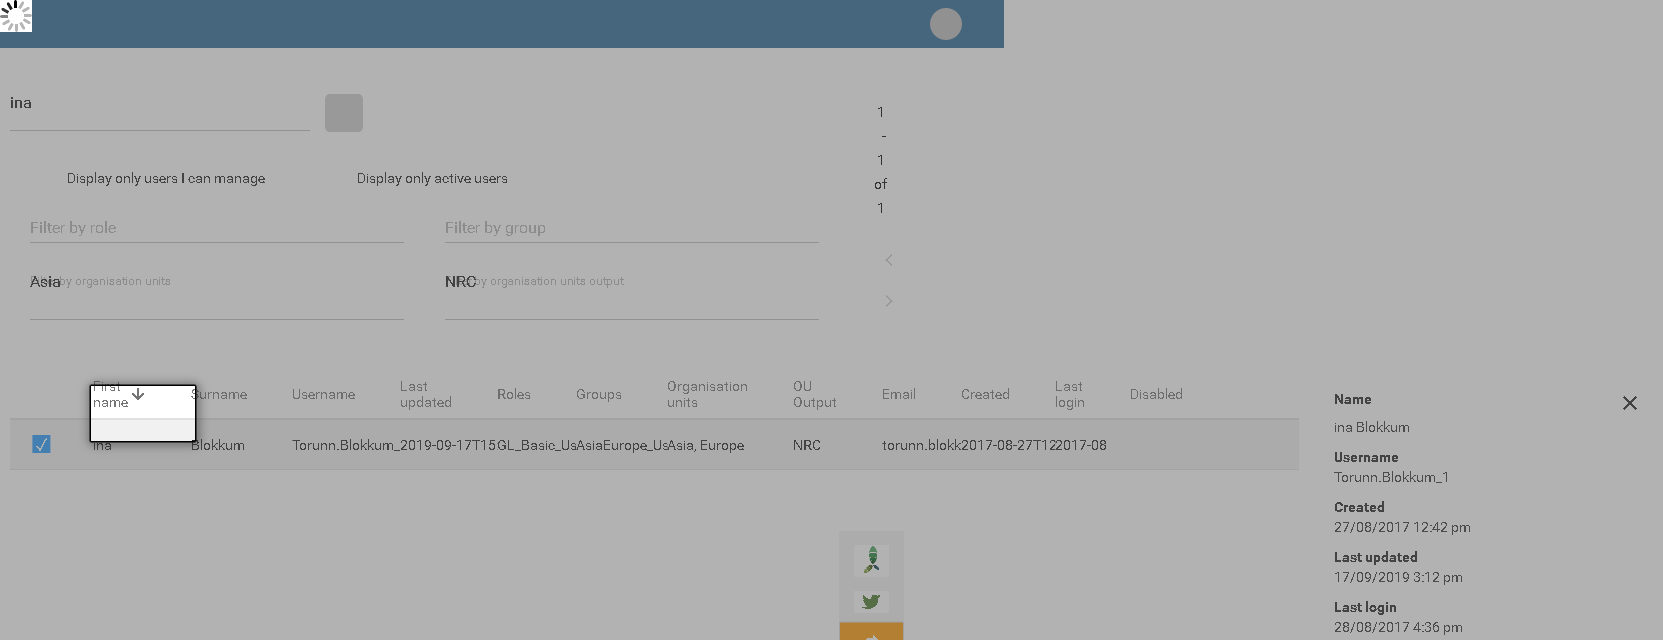 ina
1
-
1
of
1
Display only users I can manage
Display only active users
Filter by role
Filter by group
Asia
by organisation units
NRC
by organisation units output
First name
Surname
Username
Last updated
Roles
Groups
Organisation units
OU Output
Email
Created
Last login
Disabled
ina
Blokkum
Torunn.Blokkum_
2019-09-17T15
GL_Basic_Us
AsiaEurope_Us
Asia, Europe
NRC
torunn.blokk
2017-08-27T12
2017-08
Name
ina Blokkum
Username
Torunn.Blokkum_1
Created
27/08/2017 12:42 pm
Last updated
17/09/2019 3:12 pm
Last login
28/08/2017 4:36 pm